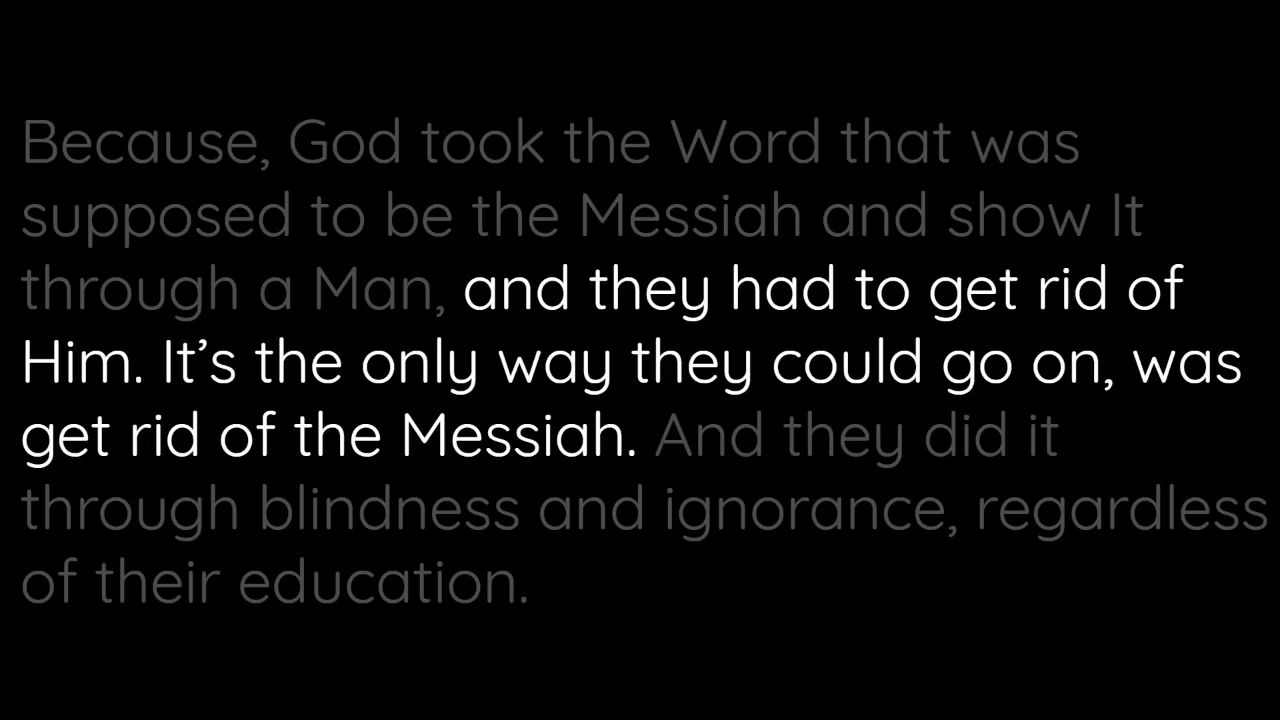 Because, God took the Word that was
supposed to be the Messiah and show It
through a Man, and they had to get rid of
Him. It’s the only way they could go on, was
get rid of the Messiah. And they did it
through blindness and ignorance, regardless
of their education.